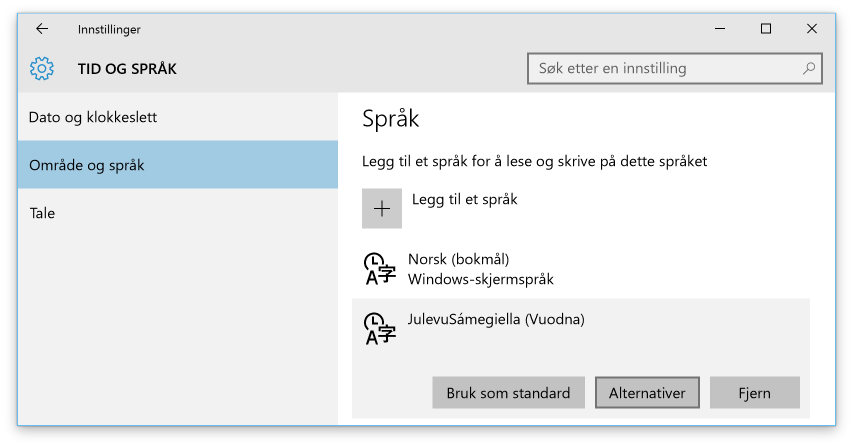 Innstillinger
TID OG SPRÅK
Søk etter en innstilling
Dato og klokkeslett
Område og språk
Tale
Språk
Legg til et språk for å lese og skrive på dette språket
Legg til et språk
Norsk (bokmål)
Windows-skjermspråk
JulevuSámegiella (Vuodna)
Bruk som standard
Alternativer
Fjern